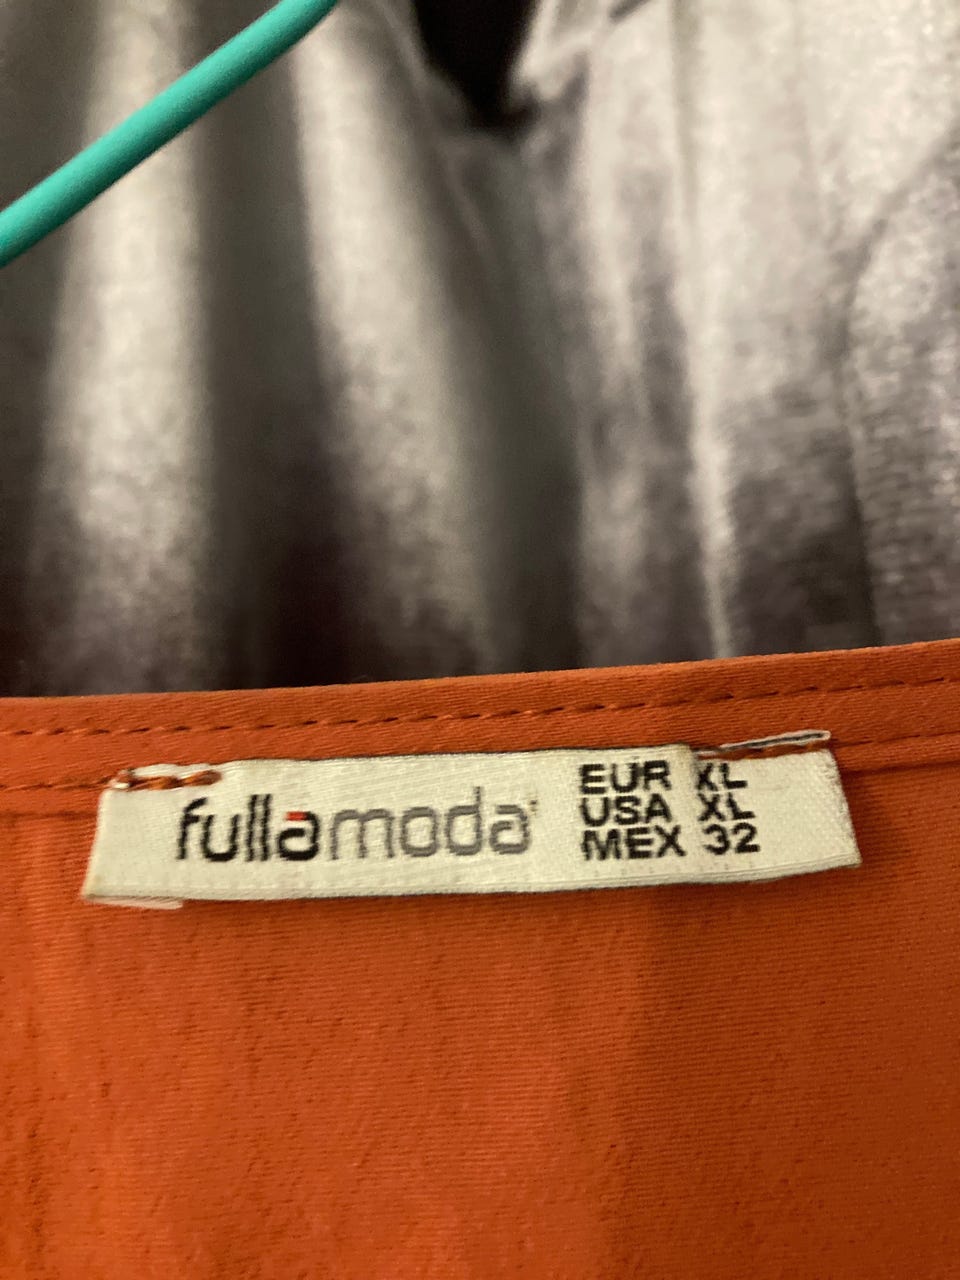 fullamoda
EUR XL
USA XL
MEX 32